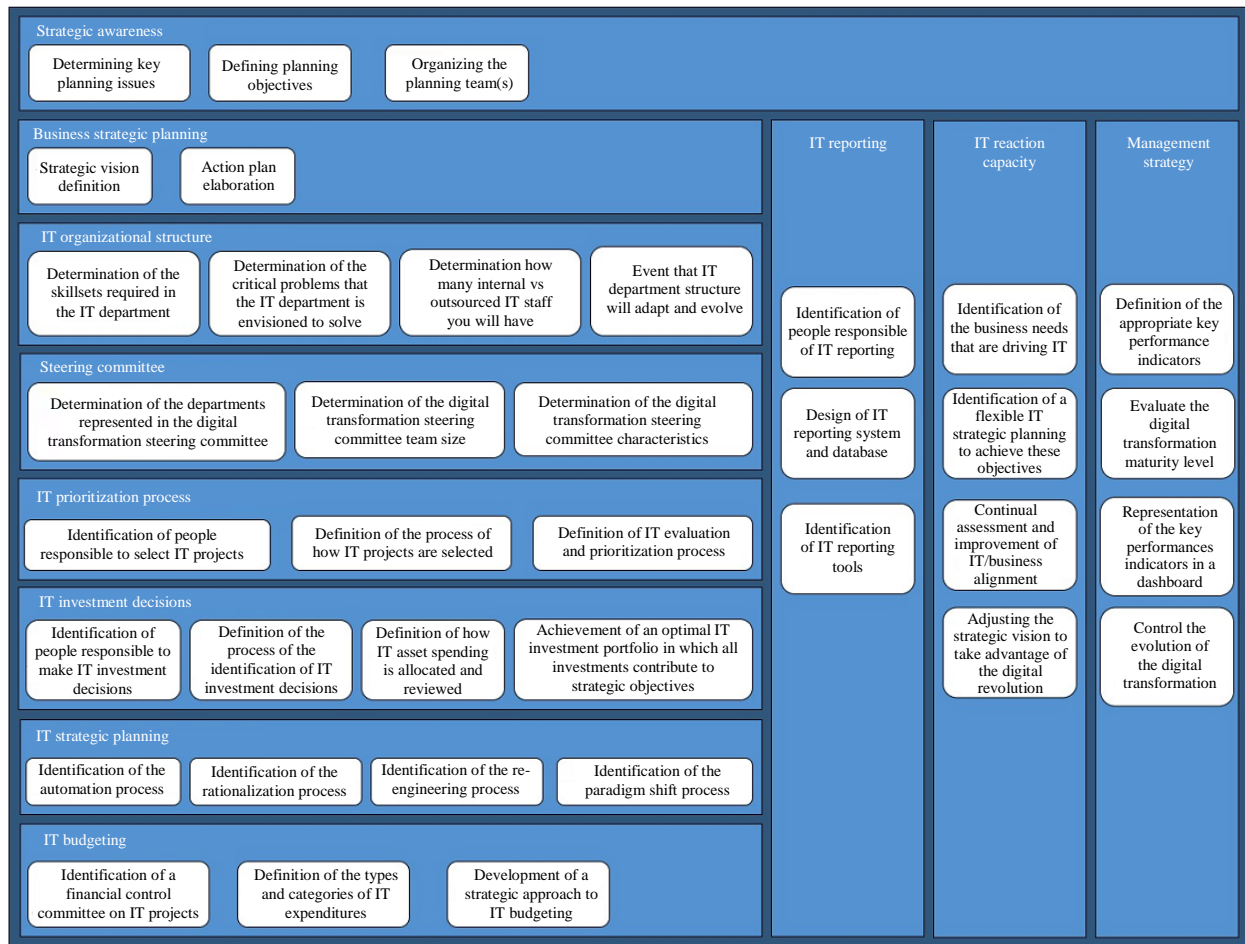 Strategic awareness
Determining key
planning issues
Defining planning
objectives
Organizing the
planning team(s)
Business strategic planning
Strategic vision
definition
Action plan
elaboration
IT organizational structure
Determination of the
skillsets required in
the IT department
Determination of the
critical problems that
the IT department is
envisioned to solve
Determination how
many internal vs
outsourced IT staff
you will have
Event that IT
department structure
will adapt and evolve
Steering committee
Determination of the departments
represented in the digital
transformation steering committee
Determination of the digital
transformation steering
committee team size
Determination of the digital
transformation steering
committee characteristics
IT prioritization process
Identification of people
responsible to select IT projects
Definition of the process of
how IT projects are selected
Definition of IT evaluation
and prioritization process
IT investment decisions
Identification of
people responsible to
make IT investment
decisions
Definition of the
process of the
identification of IT
investment decisions
Definition of how
IT asset spending
is allocated and
reviewed
Achievement of an optimal IT
investment portfolio in which all
investments contribute to
strategic objectives
IT strategic planning
Identification of the
automation process
Identification of the
rationalization process
Identification of the re-
engineering process
Identification of the
paradigm shift process
IT budgeting
Identification of a
financial control
committee on IT projects
Definition of the types
and categories of IT
expenditures
Development of a
strategic approach to
IT budgeting
IT reporting
Identification of
people responsible
of IT reporting
Design of IT
reporting system
and database
Identification
of IT reporting
tools
IT reaction
capacity
Identification of
the business needs
that are driving IT
Identification of a
flexible IT
strategic planning
to achieve these
objectives
Continual
assessment and
improvement of
IT/business
alignment
Adjusting the
strategic vision to
take advantage of
the digital
revolution
Management
strategy
Definition of the
appropriate key
performance
indicators
Evaluate the
digital
transformation
maturity level
Representation
of the key
performances
indicators in a
dashboard
Control the
evolution
of the digital
transformation